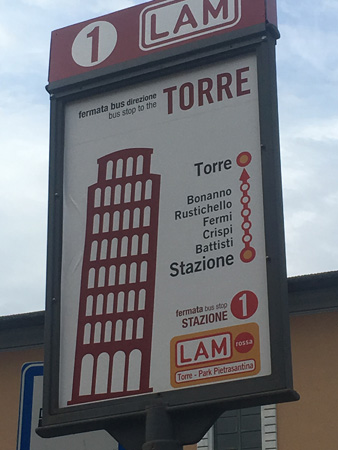 1 LAM
fermata bus direzione
bus stop to the
TORRE
Torre
Bonanno
Rustichello
Fermi
Crispi
Battisti
Stazione
fermata bus stop
STAZIONE 1
LAM rossa
Torre - Park Pietrasantina